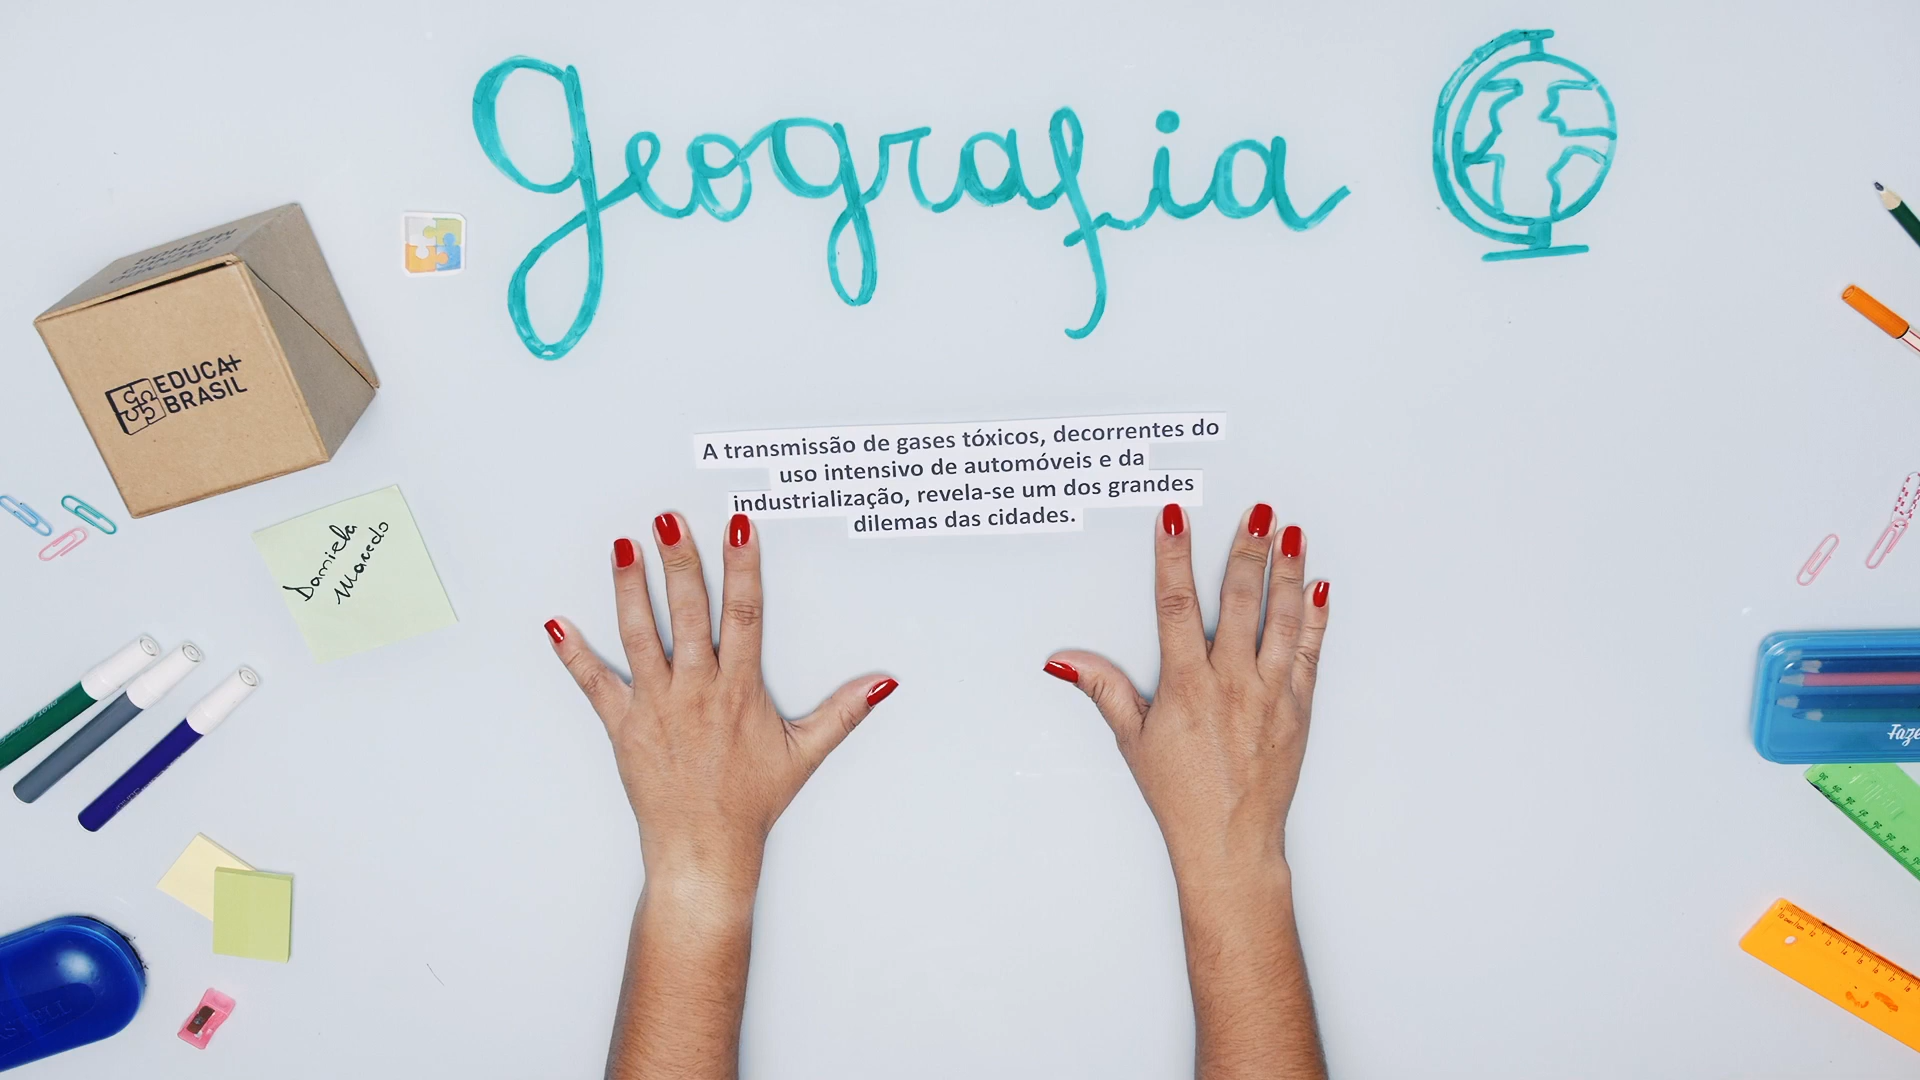 geografia
EDUCA+
BRASIL
A transmissão de gases tóxicos, decorrentes do
uso intensivo de automóveis e da
industrialização, revela-se um dos grandes
dilemas das cidades.
Daniela
Macedo
Faze